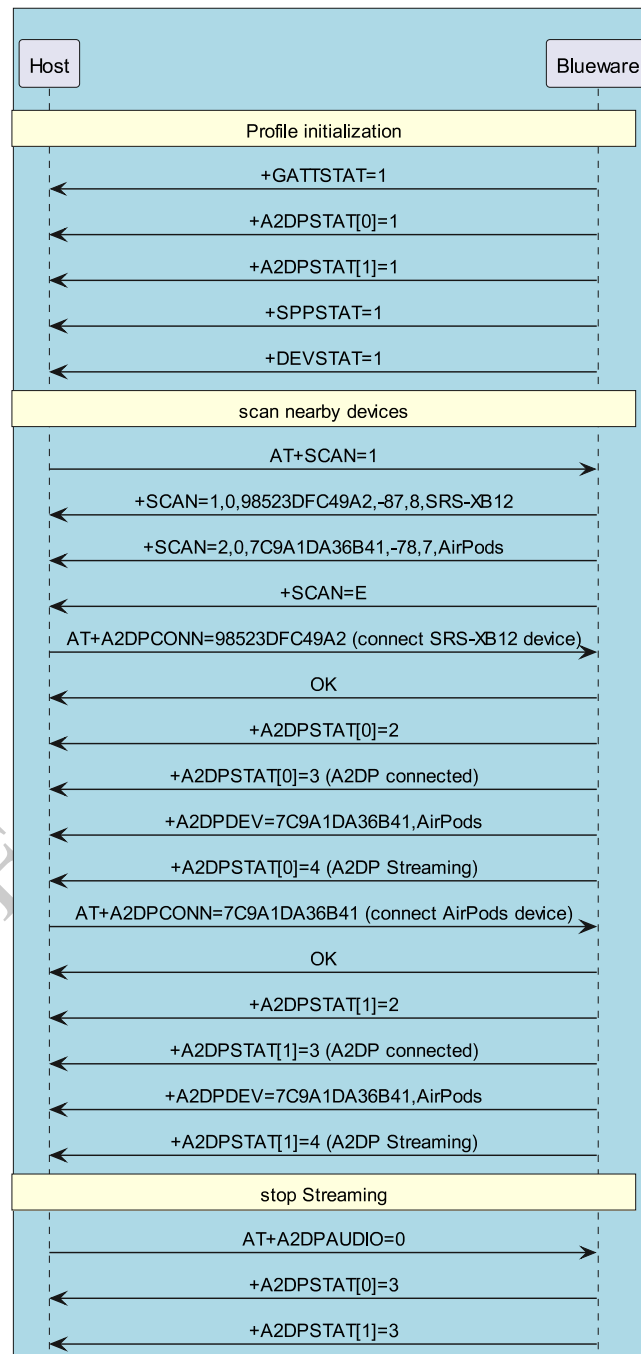 Host
Blueware
Profile initialization
+GATTSTAT=1
+A2DPSTAT[0]=1
+A2DPSTAT[1]=1
+SPPSTAT=1
+DEVSTAT=1
scan nearby devices
AT+SCAN=1
+SCAN=1,0,98523DFC49A2,-87,8,SRS-XB12
+SCAN=2,0,7C9A1DA36B41,-78,7,AirPods
+SCAN=E
AT+A2DPCONN=98523DFC49A2 (connect SRS-XB12 device)
OK
+A2DPSTAT[0]=2
+A2DPSTAT[0]=3 (A2DP connected)
+A2DPDEV=7C9A1DA36B41,AirPods
+A2DPSTAT[0]=4 (A2DP Streaming)
AT+A2DPCONN=7C9A1DA36B41 (connect AirPods device)
OK
+A2DPSTAT[1]=2
+A2DPSTAT[1]=3 (A2DP connected)
+A2DPDEV=7C9A1DA36B41,AirPods
+A2DPSTAT[1]=4 (A2DP Streaming)
stop Streaming
AT+A2DPAUDIO=0
+A2DPSTAT[0]=3
+A2DPSTAT[1]=3